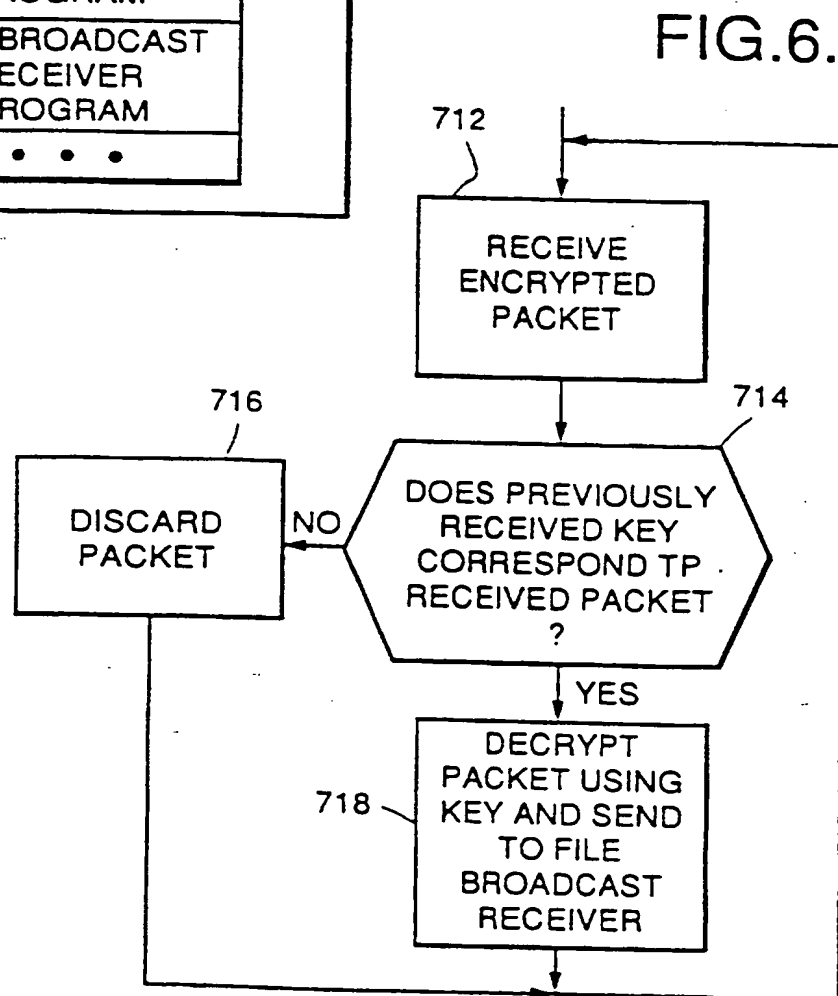 BROADCAST
ECEIVER
ROGRAM
• • •
FIG.6.
712
RECEIVE
ENCRYPTED
PACKET
714
716
DOES PREVIOUSLY
RECEIVED KEY
CORRESPOND TP
RECEIVED PACKET
?
NO
DISCARD
PACKET
YES
718
DECRYPT
PACKET USING
KEY AND SEND
TO FILE
BROADCAST
RECEIVER